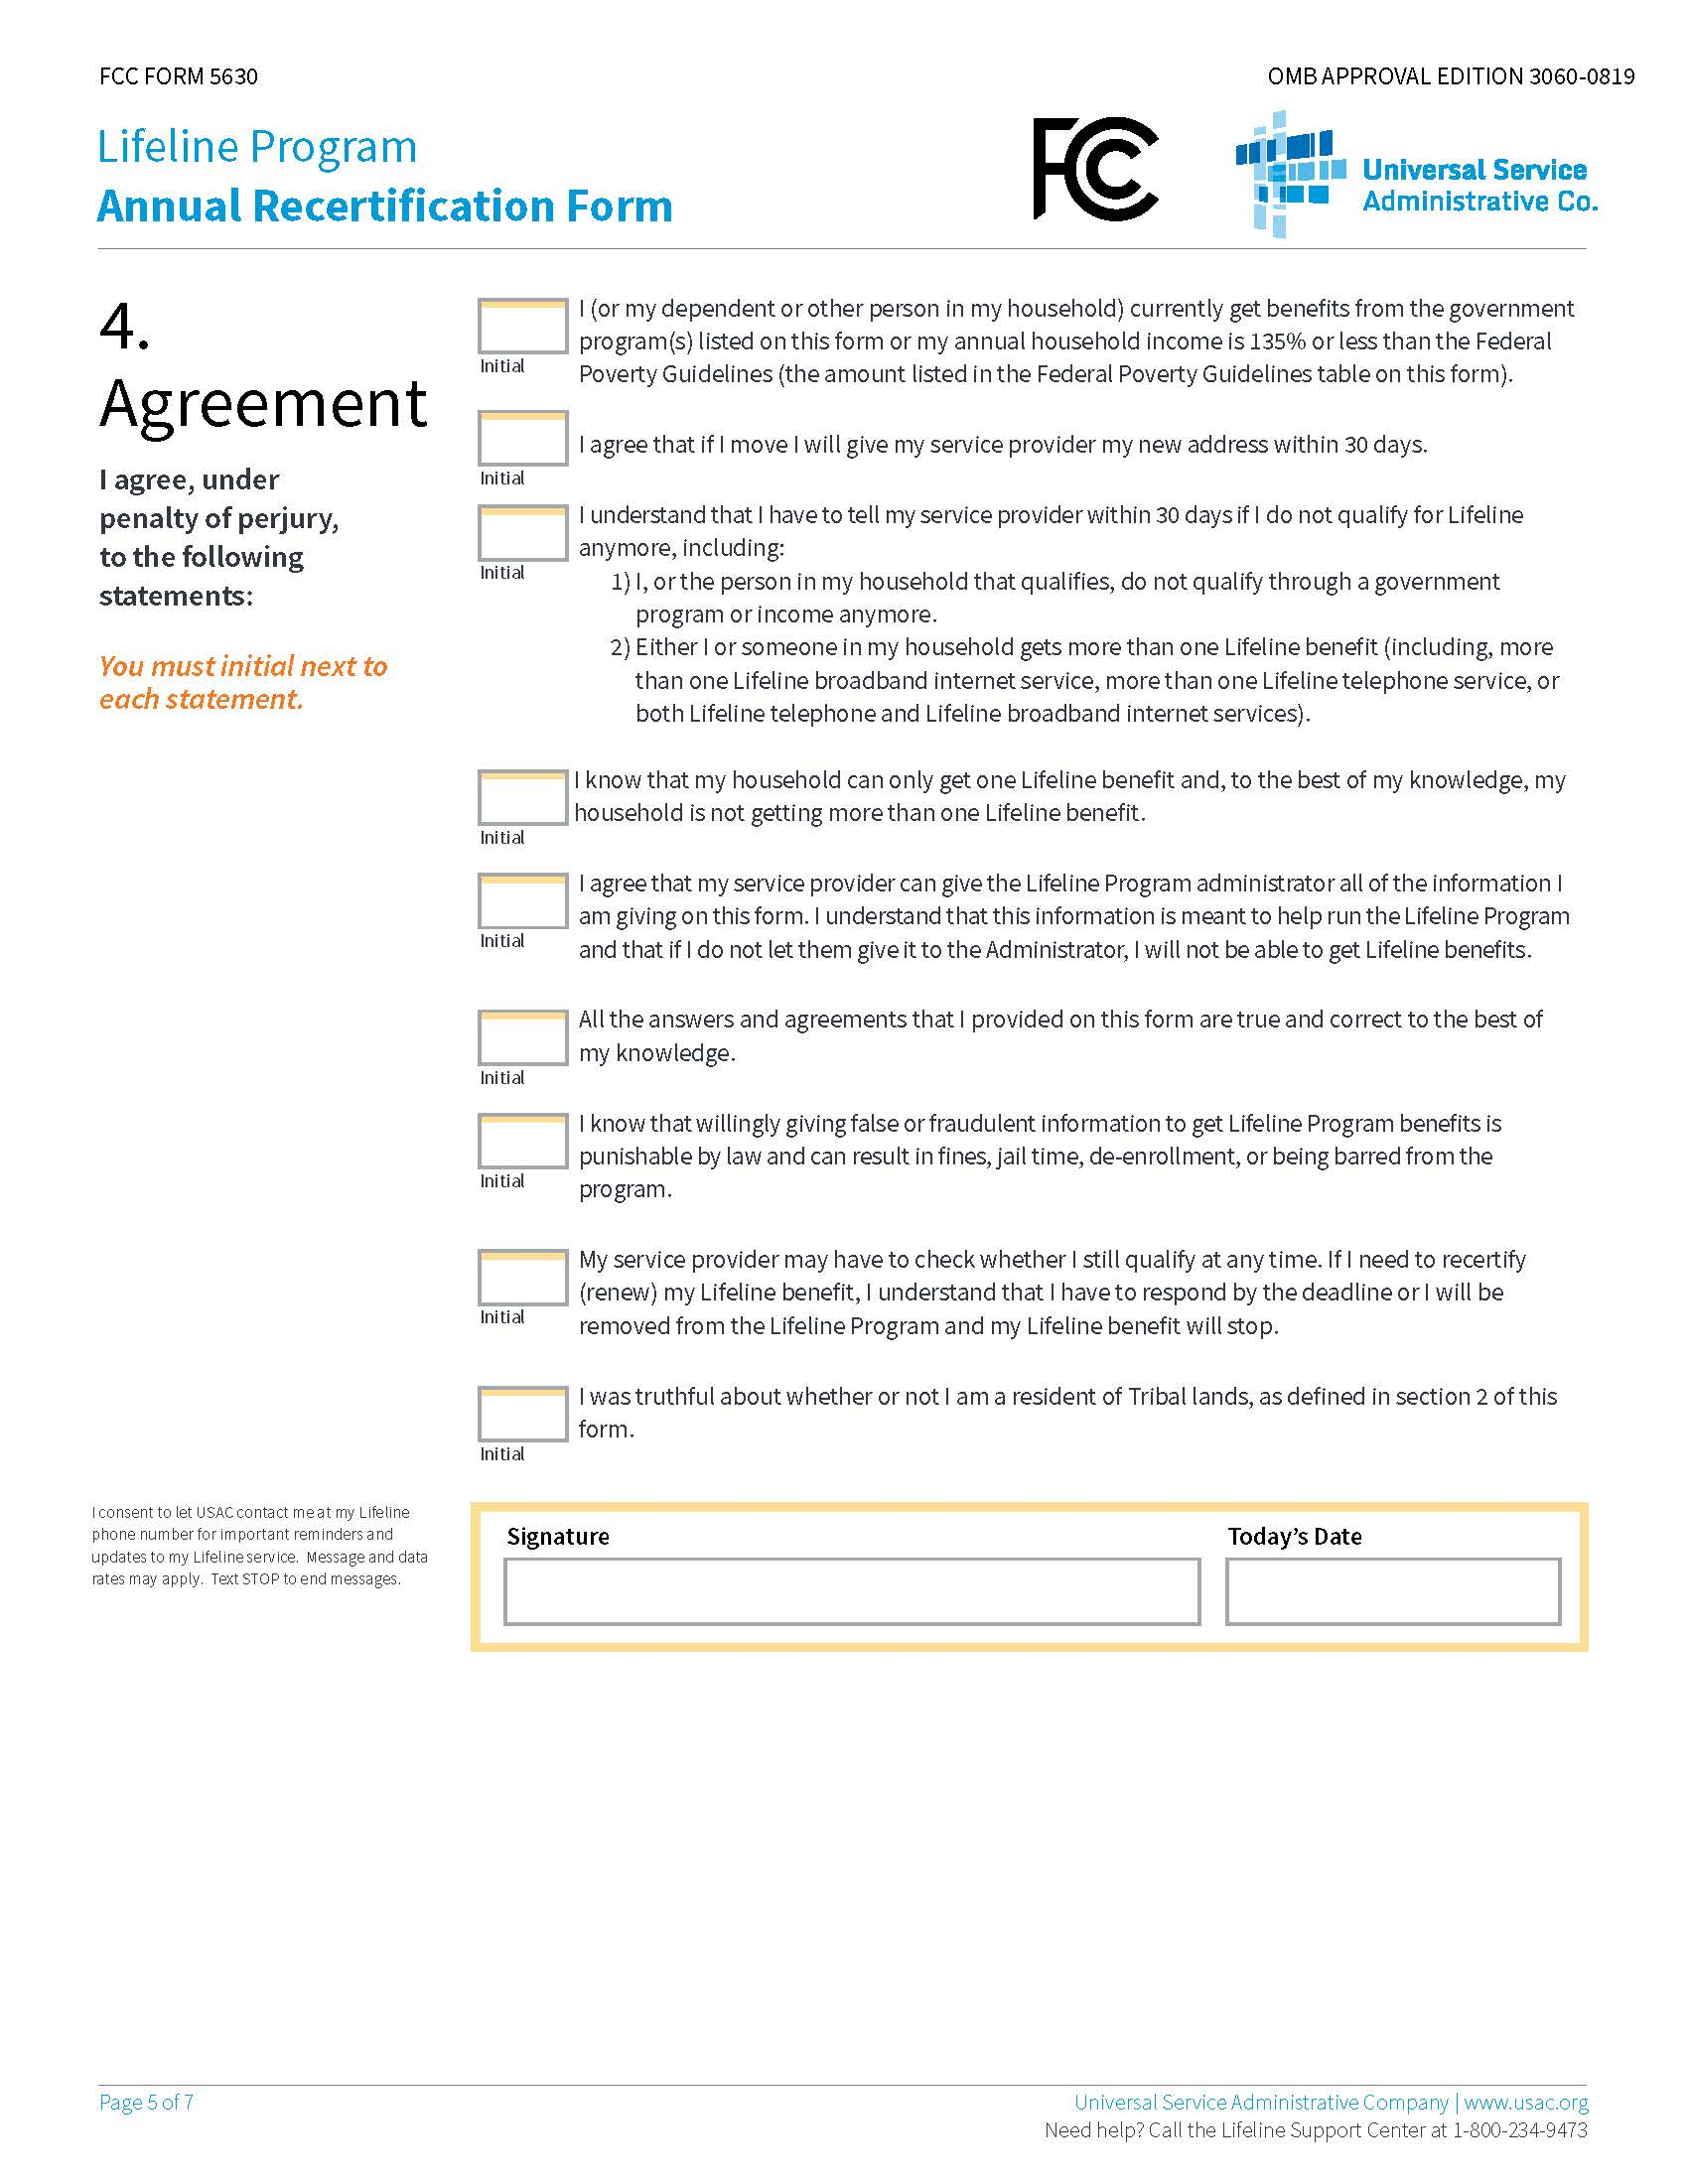 FCC FORM 5630
OMB APPROVAL EDITION 3060-0819
Lifeline Program
Annual Recertification Form
FCC
Universal Service
Administrative Co.
4.
Agreement
I agree, under
penalty of perjury,
to the following
statements:
You must initial next to
each statement.
I (or my dependent or other person in my household) currently get benefits from the government
program(s) listed on this form or my annual household income is 135% or less than the Federal
Poverty Guidelines (the amount listed in the Federal Poverty Guidelines table on this form).
Initial
I agree that if I move I will give my service provider my new address within 30 days.
Initial
I understand that I have to tell my service provider within 30 days if I do not qualify for Lifeline
anymore, including:
Initial
1) I, or the person in my household that qualifies, do not qualify through a government
program or income anymore.
2) Either I or someone in my household gets more than one Lifeline benefit (including, more
than one Lifeline broadband internet service, more than one Lifeline telephone service, or
both Lifeline telephone and Lifeline broadband internet services).
I know that my household can only get one Lifeline benefit and, to the best of my knowledge, my
household is not getting more than one Lifeline benefit.
Initial
I agree that my service provider can give the Lifeline Program administrator all of the information I
am giving on this form. I understand that this information is meant to help run the Lifeline Program
and that if I do not let them give it to the Administrator, I will not be able to get Lifeline benefits.
Initial
All the answers and agreements that I provided on this form are true and correct to the best of
my knowledge.
Initial
I know that willingly giving false or fraudulent information to get Lifeline Program benefits is
punishable by law and can result in fines, jail time, de-enrollment, or being barred from the
program.
Initial
My service provider may have to check whether I still qualify at any time. If I need to recertify
(renew) my Lifeline benefit, I understand that I have to respond by the deadline or I will be
removed from the Lifeline Program and my Lifeline benefit will stop.
Initial
I was truthful about whether or not I am a resident of Tribal lands, as defined in section 2 of this
form.
Initial
I consent to let USAC contact me at my Lifeline
phone number for important reminders and
updates to my Lifeline service. Message and data
rates may apply. Text STOP to end messages.
Signature
Today's Date
Page 5 of 7
Universal Service Administrative Company | www.usac.org
Need help? Call the Lifeline Support Center at 1-800-234-9473